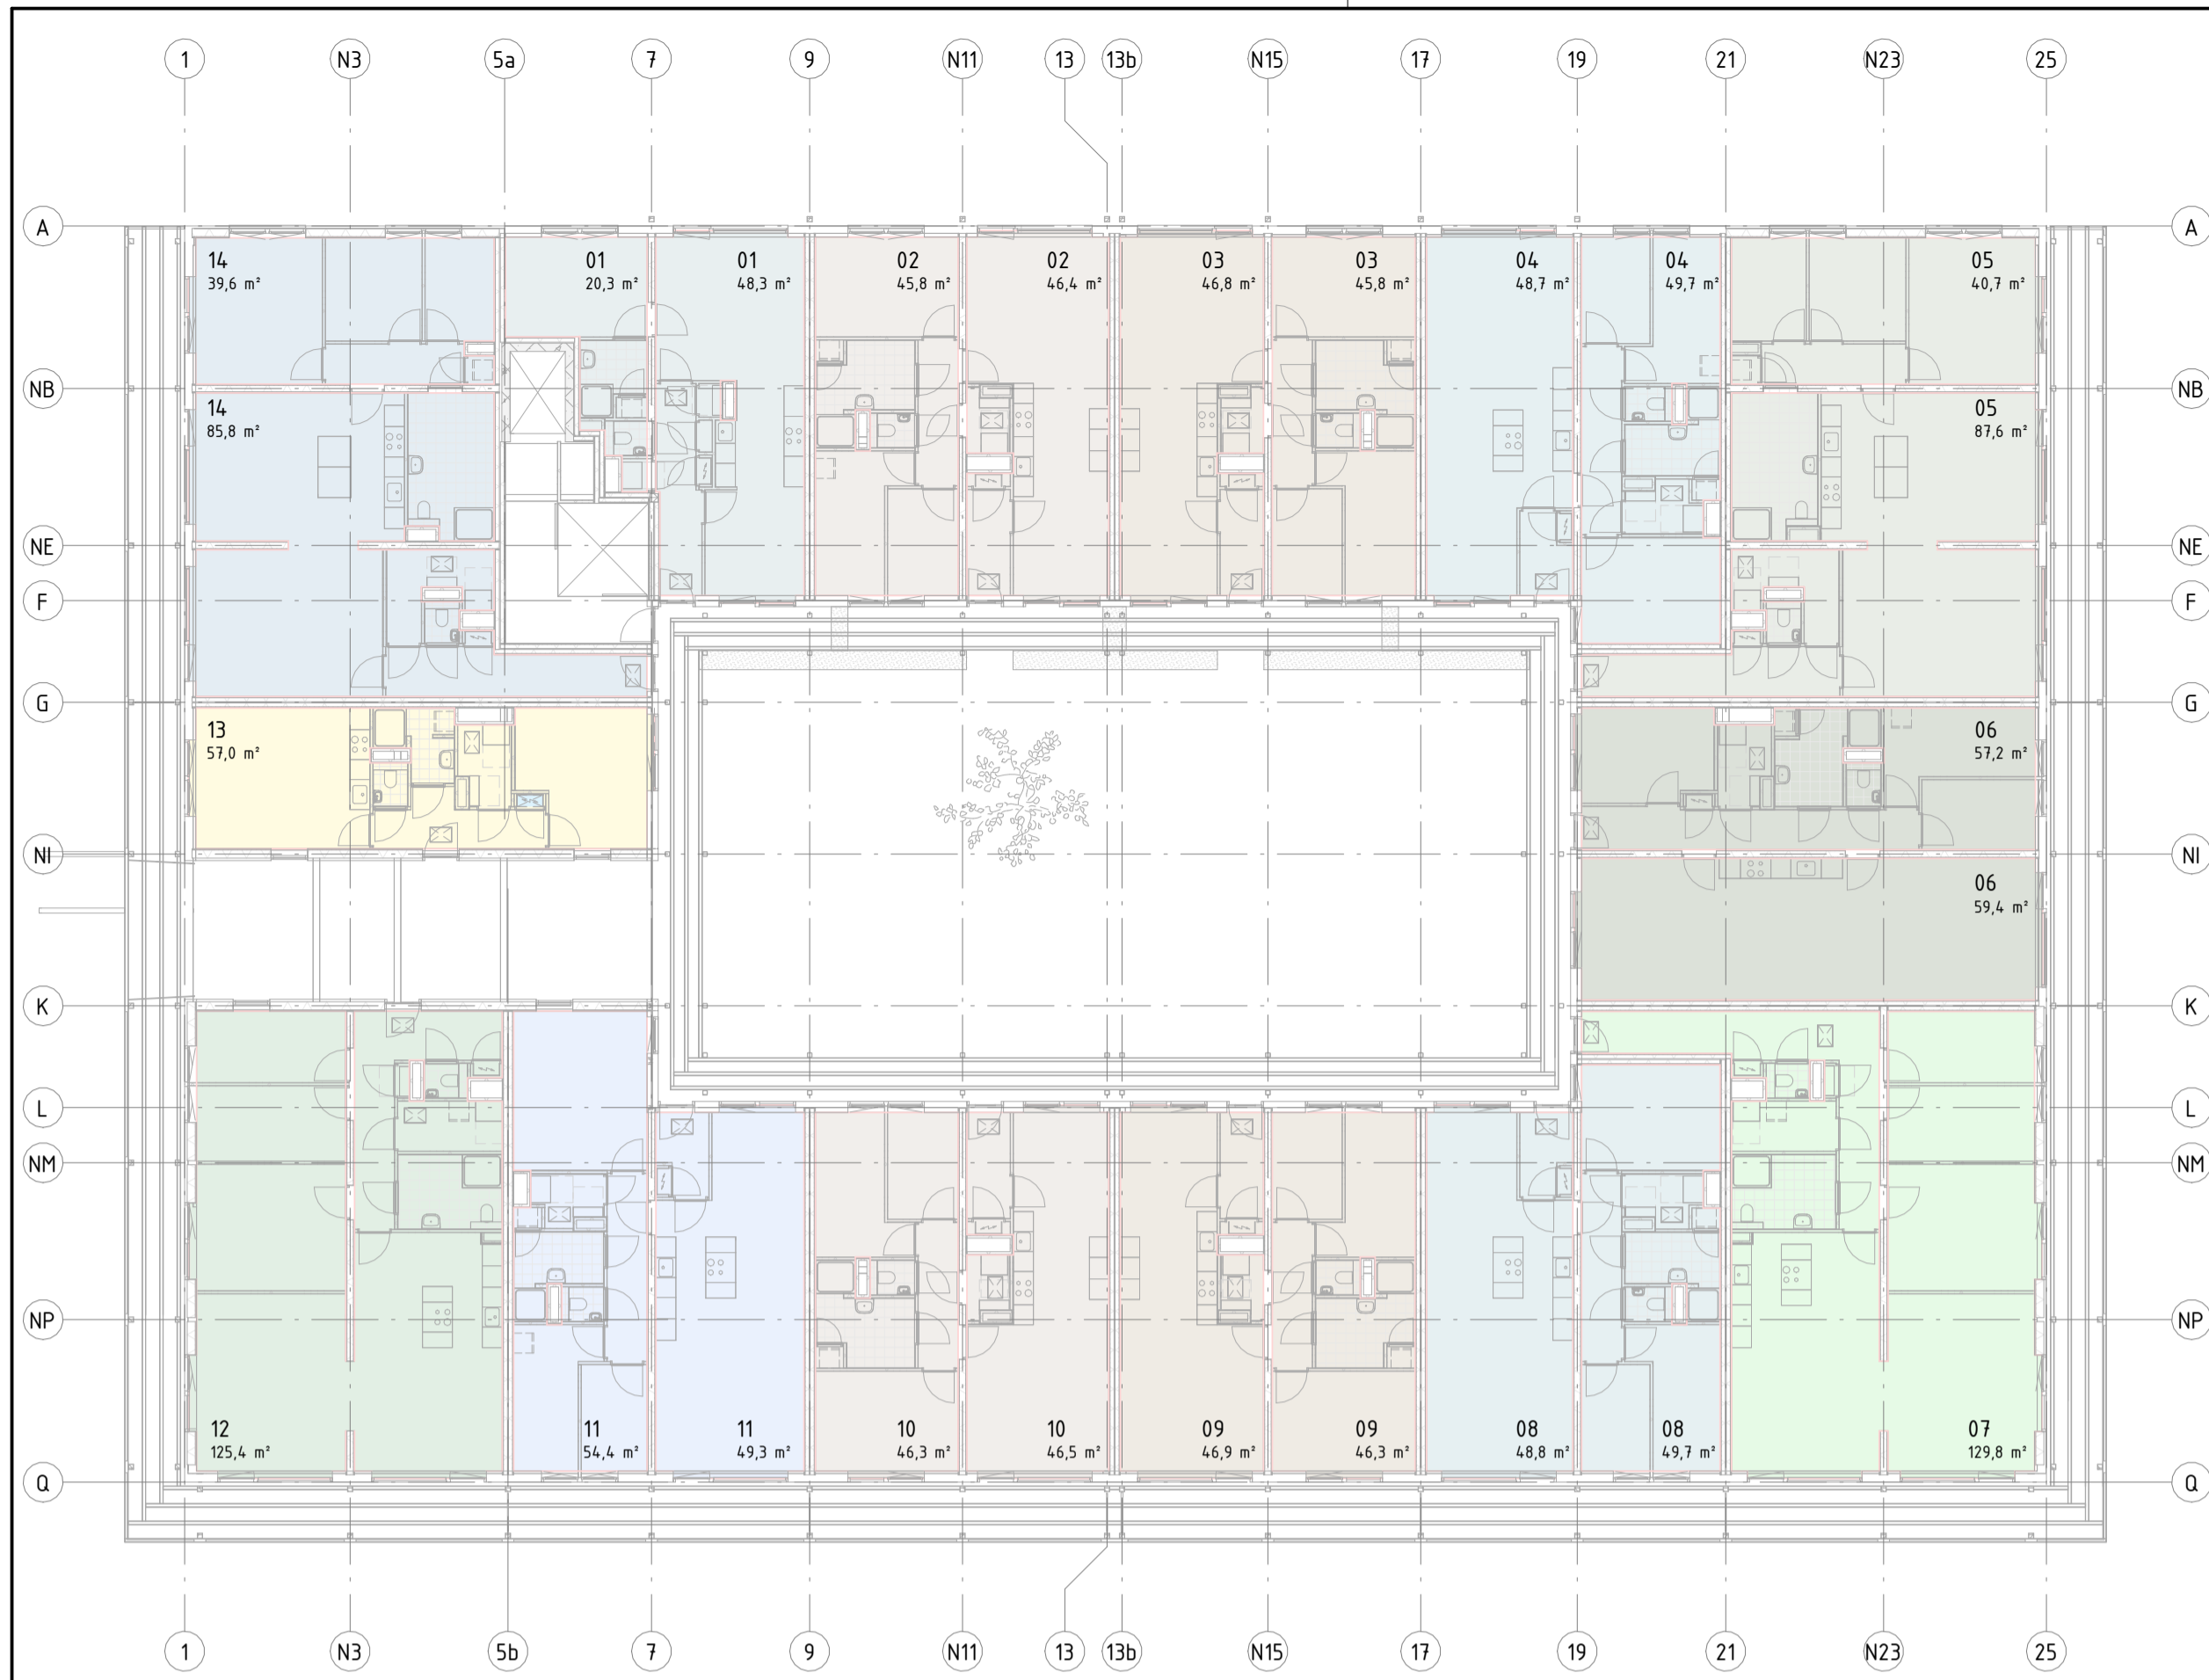 1 N3 5a 7 9 N11 13 13b N15 17 19 21 N23 25
A A
14 01 01 02 02 03 03 04 04 05
39,6 m² 20,3 m² 48,3 m² 45,8 m² 46,4 m² 46,8 m² 45,8 m² 48,7 m² 49,7 m² 40,7 m²
NB NB
14 05
85,8 m² 87,6 m²
NE NE
F F
G G
13 06
57,0 m² 57,2 m²
NI NI
06
59,4 m²
K K
L L
NM NM
NP NP
12 11 11 10 10 09 09 08 08 07
125,4 m² 54,4 m² 49,3 m² 46,3 m² 46,5 m² 46,9 m² 46,3 m² 48,8 m² 49,7 m² 129,8 m²
Q Q
1 N3 5b 7 9 N11 13 13b N15 17 19 21 N23 25